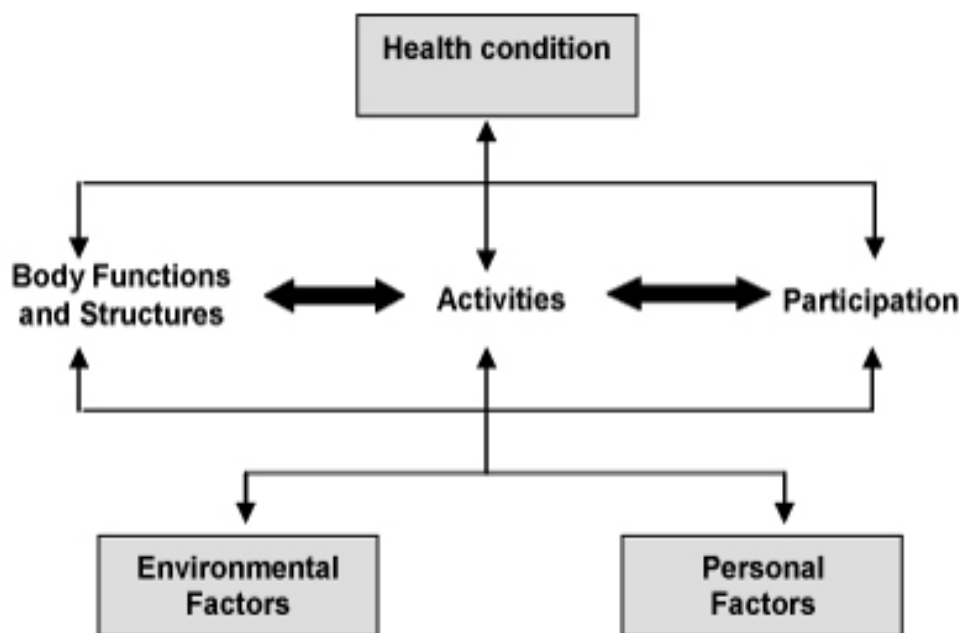 Health condition
Body Functions
and Structures
Activities
Participation
Environmental
Factors
Personal
Factors